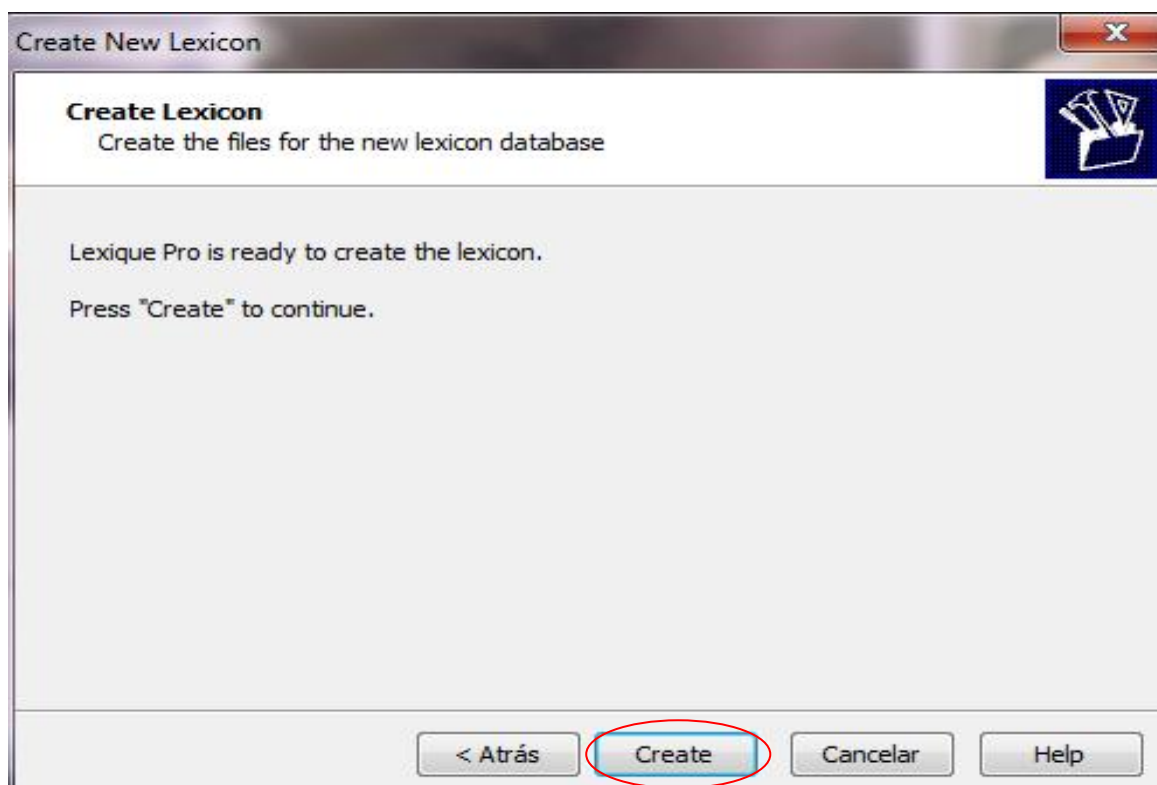 Create New Lexicon
Create Lexicon
Create the files for the new lexicon database
Lexique Pro is ready to create the lexicon.
Press "Create" to continue.
< Atrás Create Cancelar Help